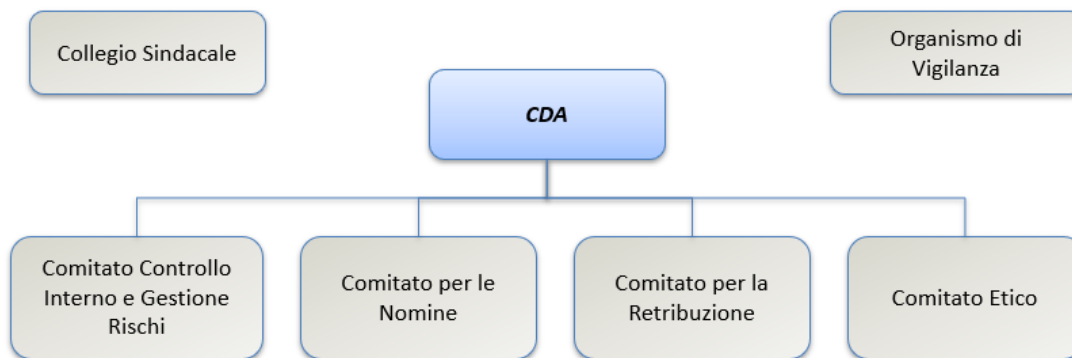 Collegio Sindacale
Organismo di
Vigilanza
CDA
Comitato Controllo
Interno e Gestione
Rischi
Comitato per le
Nomine
Comitato per la
Retribuzione
Comitato Etico